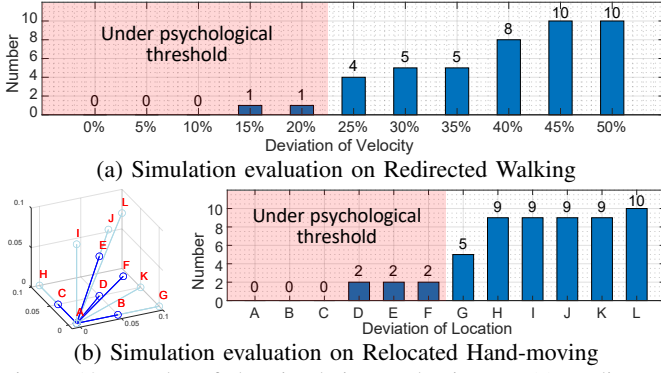 Number
10
8
6
4
2
0
Under psychological
threshold
0 0 0 1 1 4 5 5 8 10 10
0% 5% 10% 15% 20% 25% 30% 35% 40% 45% 50%
Deviation of Velocity
(a) Simulation evaluation on Redirected Walking
0.1
0.05
0
0.1
0.05
0
0
0.05
0.1
L
J
I
E
F
H
K
D
C
A
B
G
Number
10
8
6
4
2
0
Under psychological
threshold
0 0 0 2 2 2 5 9 9 9 9 10
A B C D E F G H I J K L
Deviation of Location
(b) Simulation evaluation on Relocated Hand-moving